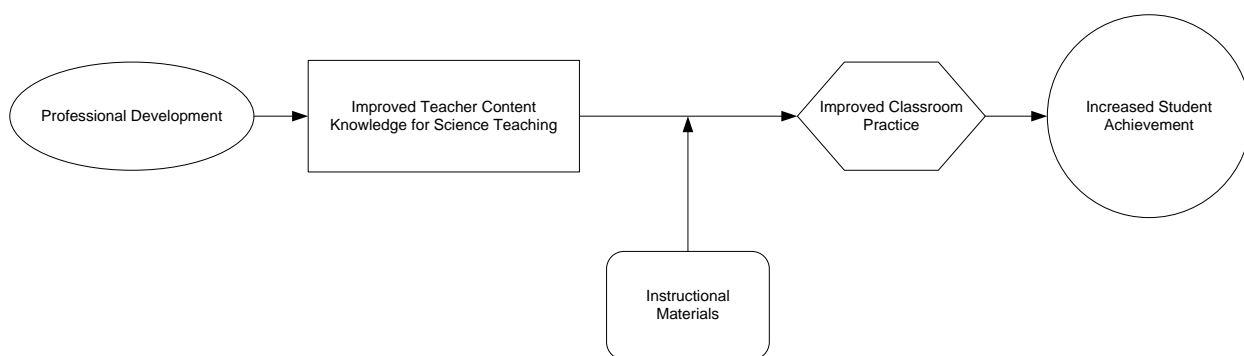 Professional Development
Improved Teacher Content
Knowledge for Science Teaching
Improved Classroom
Practice
Increased Student
Achievement
Instructional
Materials